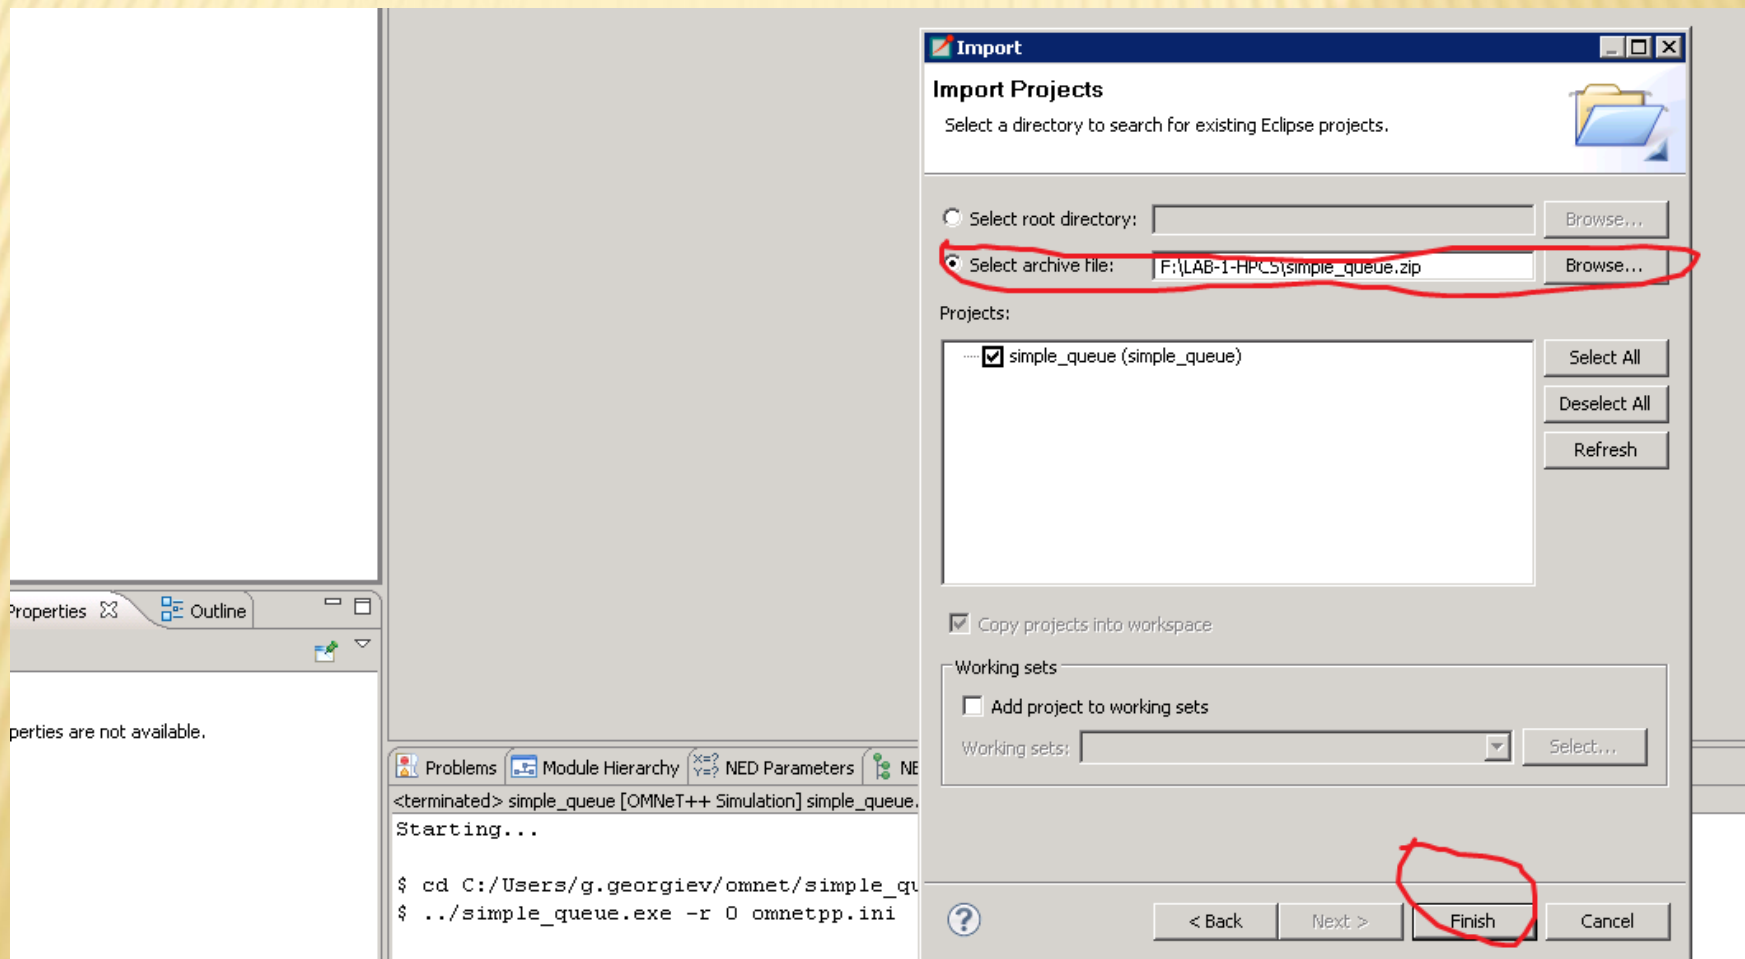 Import
Import Projects
Select a directory to search for existing Eclipse projects.
Select root directory:
Browse...
Select archive file:
F:\LAB-1-HPCS\simple_queue.zip
Browse...
Projects:
simple_queue (simple_queue)
Select All
Deselect All
Refresh
Copy projects into workspace
Working sets
Add project to working sets
Working sets:
Select...
< Back
Next >
Finish
Cancel
Properties
Outline
perties are not available.
Problems
Module Hierarchy
NED Parameters
NE
<terminated> simple_queue [OMNeT++ Simulation] simple_queue.
Starting...
$ cd C:/Users/g.georgiev/omnet/simple_qu
$ ../simple_queue.exe -r 0 omnetpp.ini